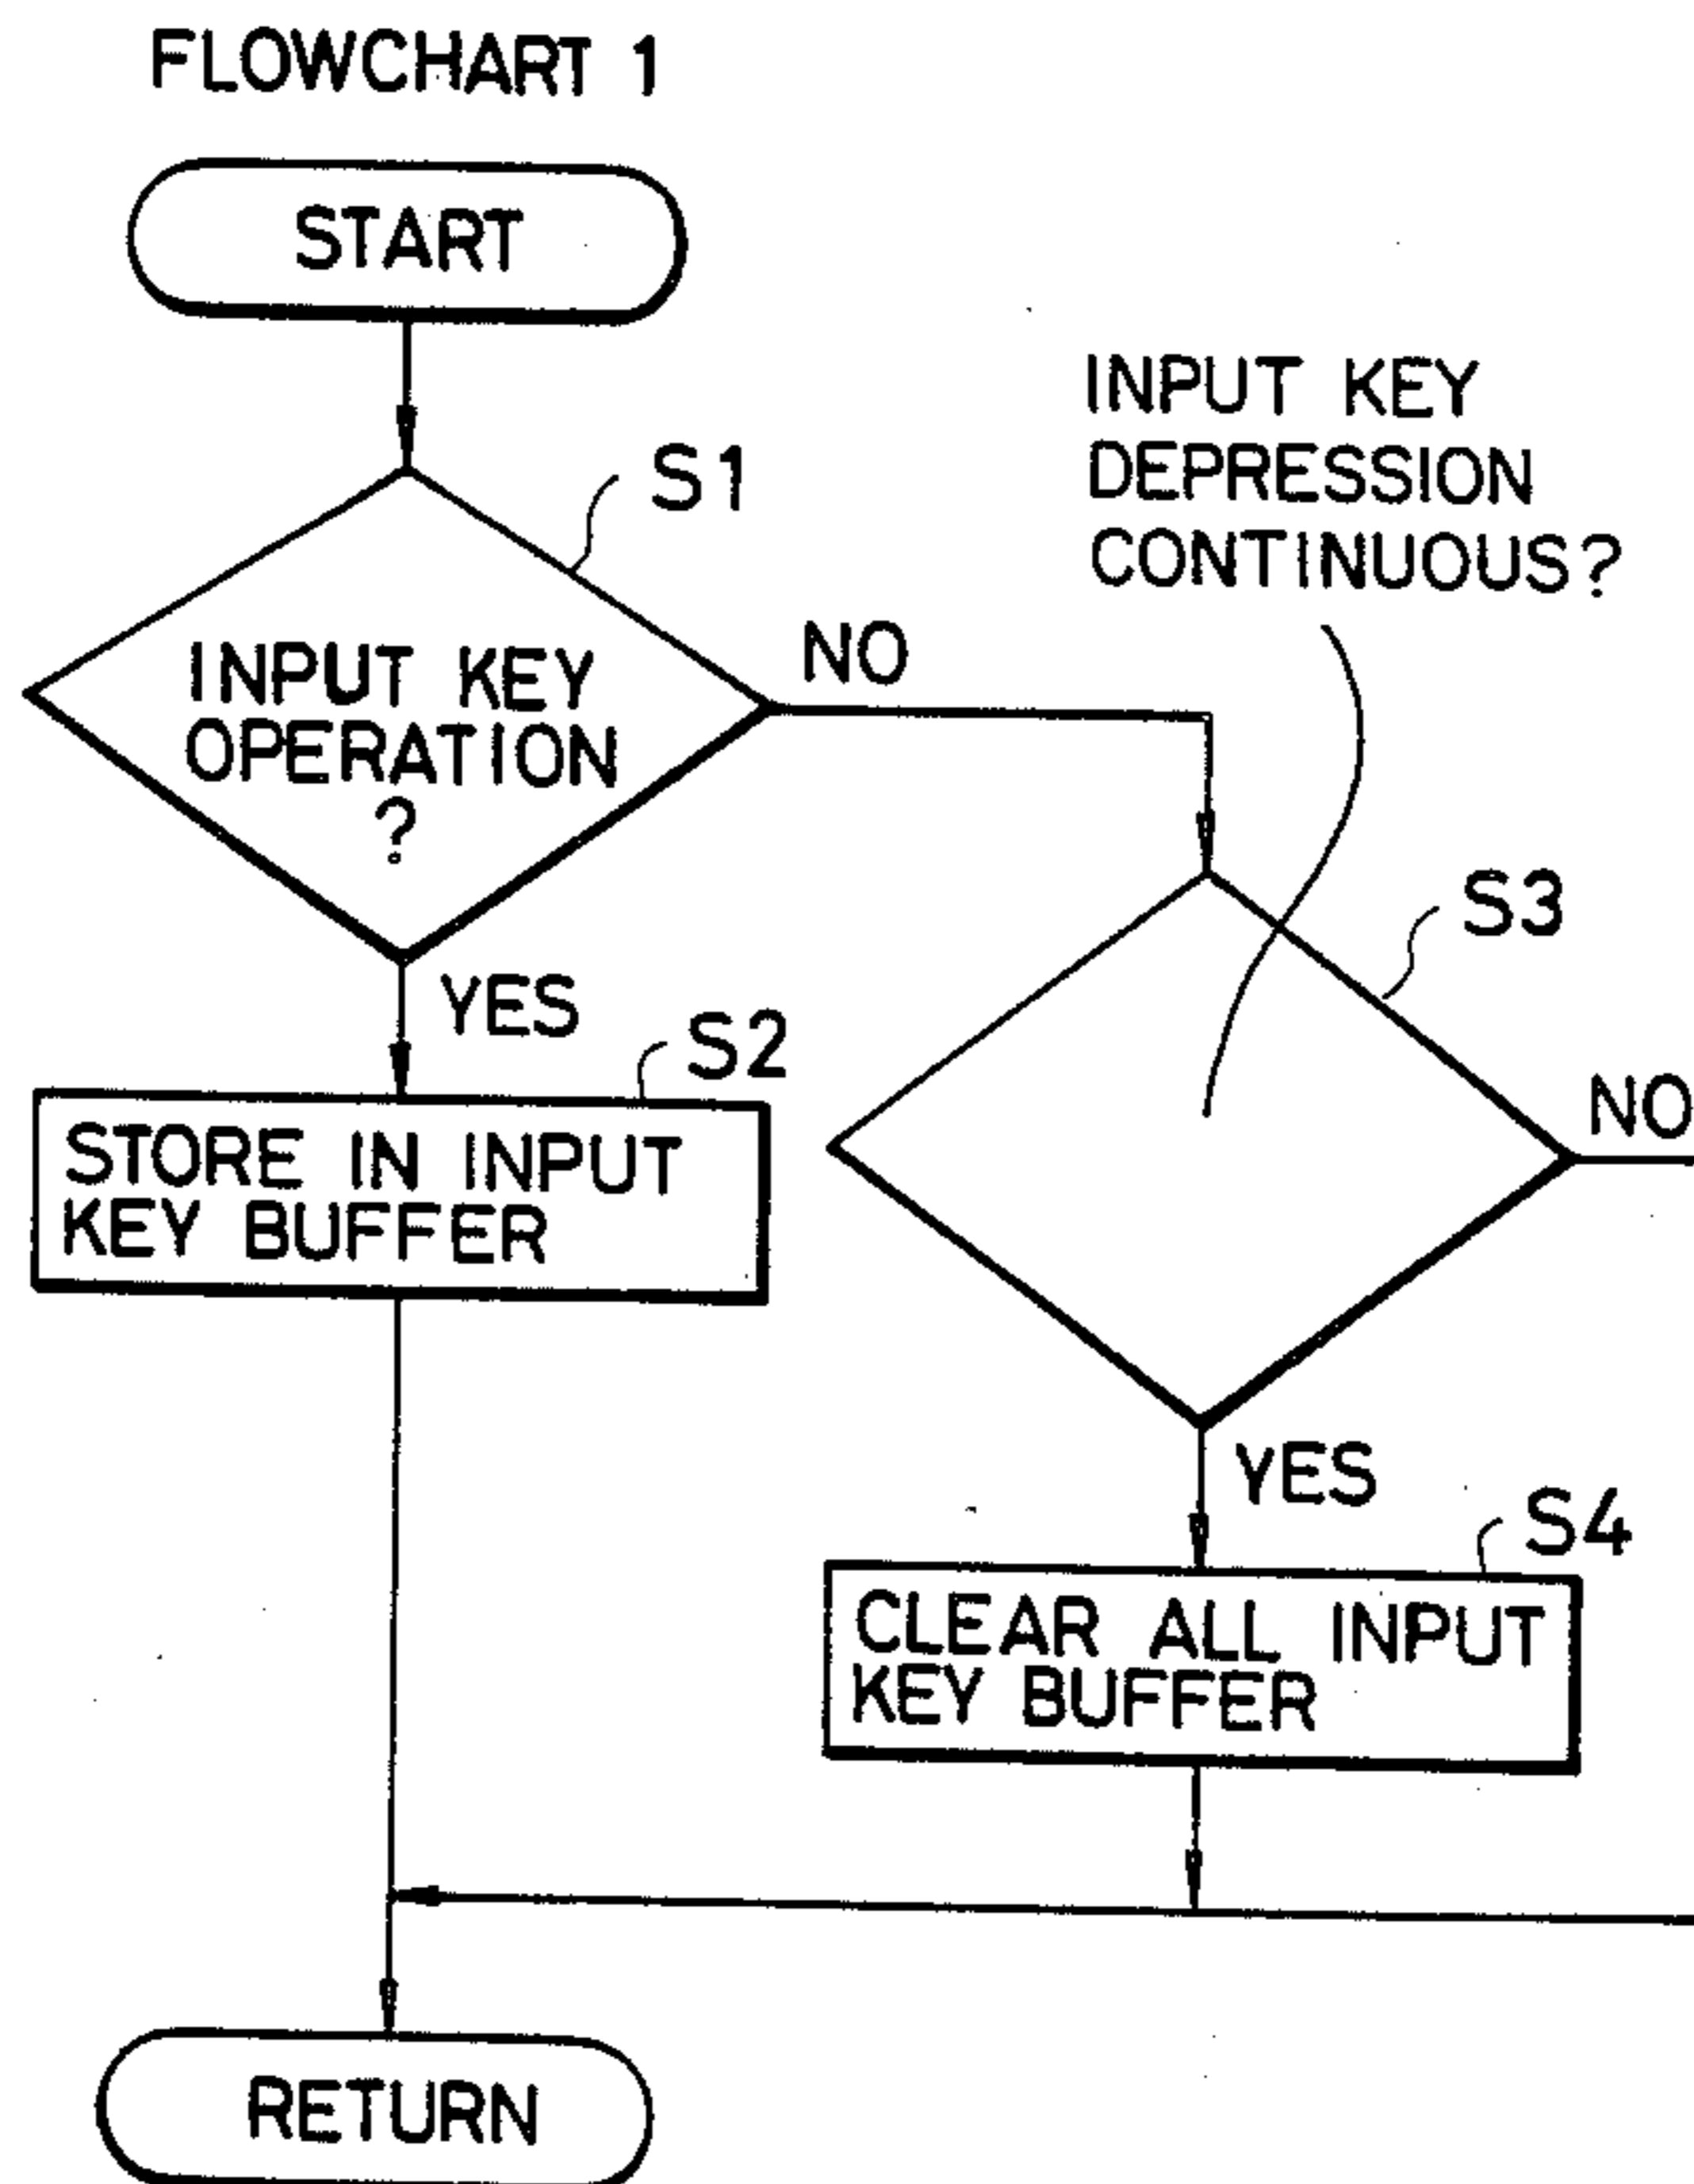 FLOWCHART 1
START
S1
INPUT KEY
OPERATION
?
NO
YES
INPUT KEY
DEPRESSION
CONTINUOUS?
S2
STORE IN INPUT
KEY BUFFER
S3
NO
YES
S4
CLEAR ALL INPUT
KEY BUFFER
RETURN